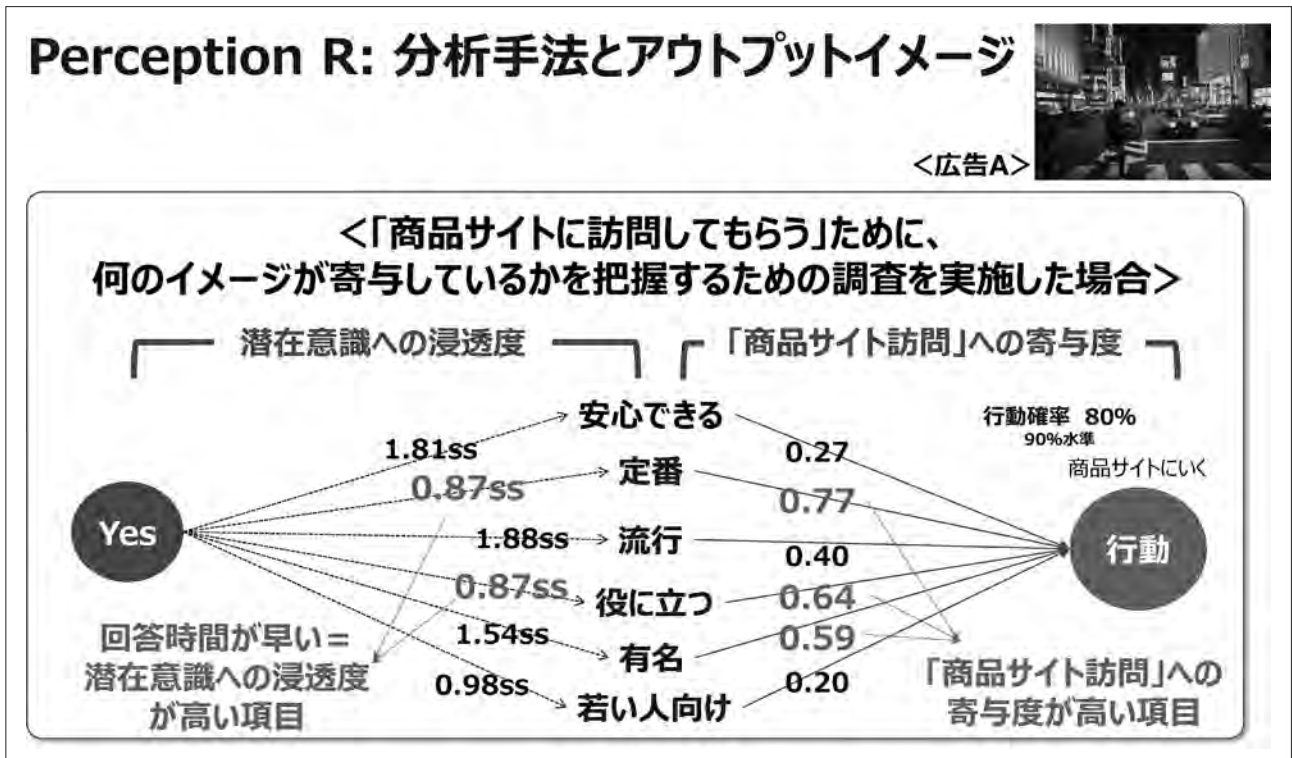 Perception R: 分析手法とアウトプットイメージ
<広告A>
<「商品サイトに訪問してもらう」ために、
何のイメージが寄与しているかを把握するための調査を実施した場合>
潜在意識への浸透度
「商品サイト訪問」への寄与度
安心できる
行動確率 80%
90%水準
商品サイトにいく
1.81ss
0.27
定番
0.87ss
0.77
Yes
1.88ss
流行
0.40
行動
0.87ss
役に立つ
0.64
1.54ss
有名
0.59
0.98ss
若い人向け
0.20
回答時間が早い=
潜在意識への浸透度
が高い項目
「商品サイト訪問」への
寄与度が高い項目